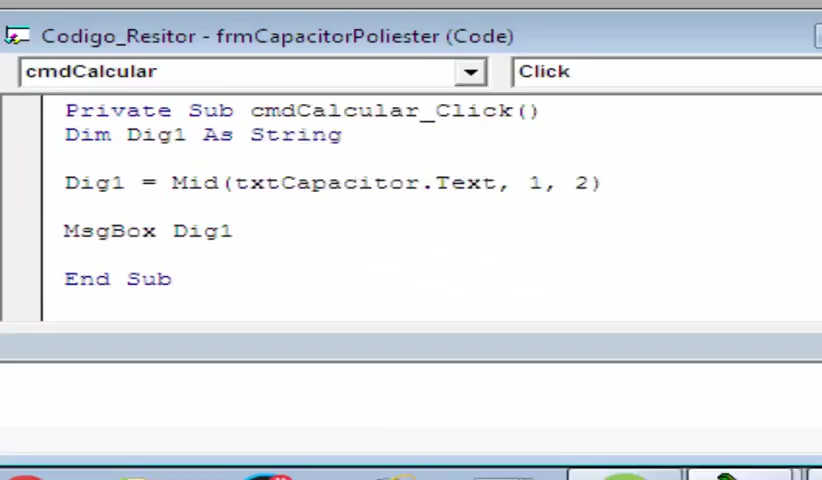 Codigo_Resitor - frmCapacitorPoliester (Code)
cmdCalcular Click
Private Sub cmdCalcular_Click()
Dim Dig1 As String
Dig1 = Mid(txtCapacitor.Text, 1, 2)
MsgBox Dig1
End Sub